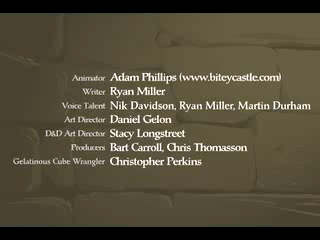 Animator Adam Phillips (www.biteycastle.com)
Writer Ryan Miller
Voice Talent Nik Davidson, Ryan Miller, Martin Durham
Art Director Daniel Gelon
D&D Art Director Stacy Longstreet
Producers Bart Carroll, Chris Thomasson
Gelatinous Cube Wrangler Christopher Perkins